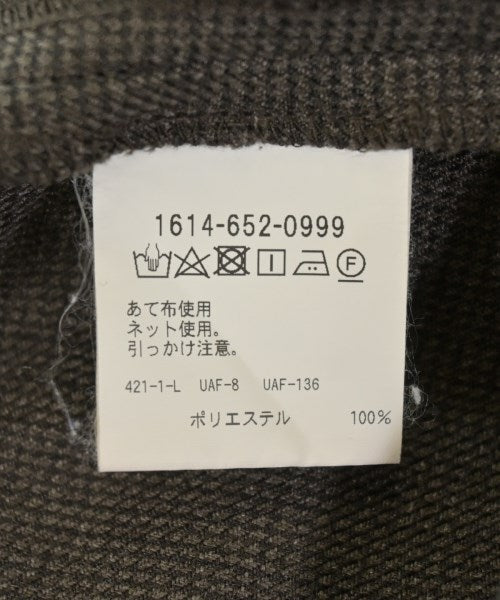 1614-652-0999
F
あて布使用
ネット使用。
引っかけ注意。
421-1-L UAF-8 UAF-136
ポリエステル 100%